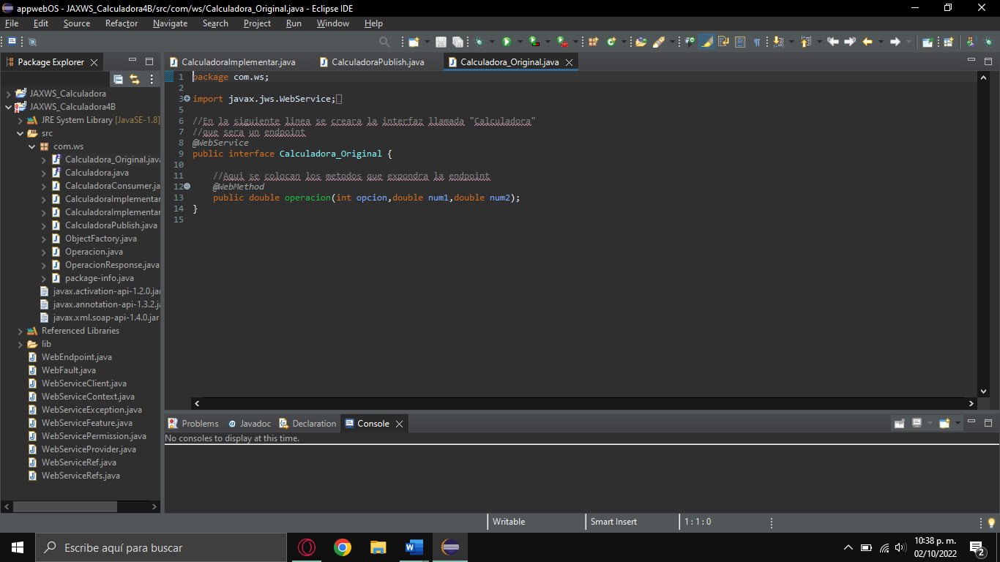 appwebOS - JAXWS_Calculadora4B/src/com/ws/Calculadora_Original.java - Eclipse IDE
File Edit Source Refactor Navigate Search Project Run Window Help
Package Explorer
JAXWS_Calculadora
JAXWS_Calculadora4B
JRE System Library [JavaSE-1.8]
src
com.ws
Calculadora_Original.java
Calculadora.java
CalculadoraConsumer.java
CalculadoraImplementar
CalculadoraImplementar
CalculadoraPublish.java
ObjectFactory.java
Operacion.java
OperacionResponse.java
package-info.java
javax.activation-api-1.2.0.jar
javax.annotation-api-1.3.2.ja
javax.xml.soap-api-1.4.0.jar
Referenced Libraries
lib
WebEndpoint.java
WebFault.java
WebServiceClient.java
WebServiceContext.java
WebServiceException.java
WebServiceFeature.java
WebServicePermission.java
WebServiceProvider.java
WebServiceRef.java
WebServiceRefs.java
CalculadoraImplementar.java CalculadoraPublish.java Calculadora_Original.java
1 package com.ws;
2
3 import javax.jws.WebService;
5
6 //En la siguiente linea se creara la interfaz llamada "Calculadora"
7 //que sera un endpoint
8 @WebService
9 public interface Calculadora_Original {
10
11 //Aqui se colocan los metodos que expondra la endpoint
12 @WebMethod
13 public double operacion(int opcion,double num1,double num2);
14 }
15
Problems Javadoc Declaration Console
No consoles to display at this time.
Writable Smart Insert 1 : 1 : 0
Escribe aquí para buscar
10:38 p. m.
02/10/2022
2